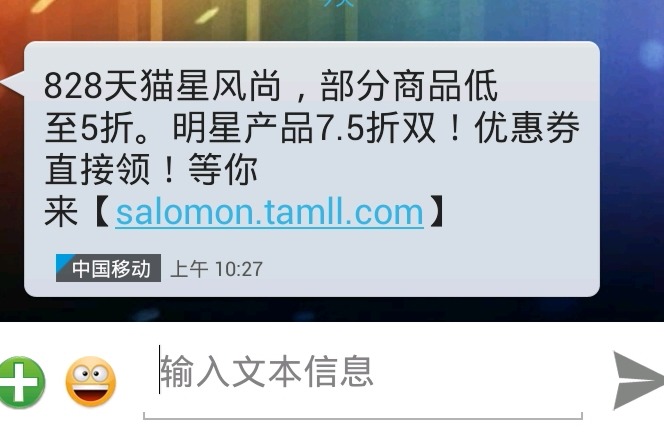 828天猫星风尚，部分商品低
至5折。明星产品7.5折双！优惠券
直接领！等你
来【salomon.tamll.com】
中国移动 上午 10:27
输入文本信息